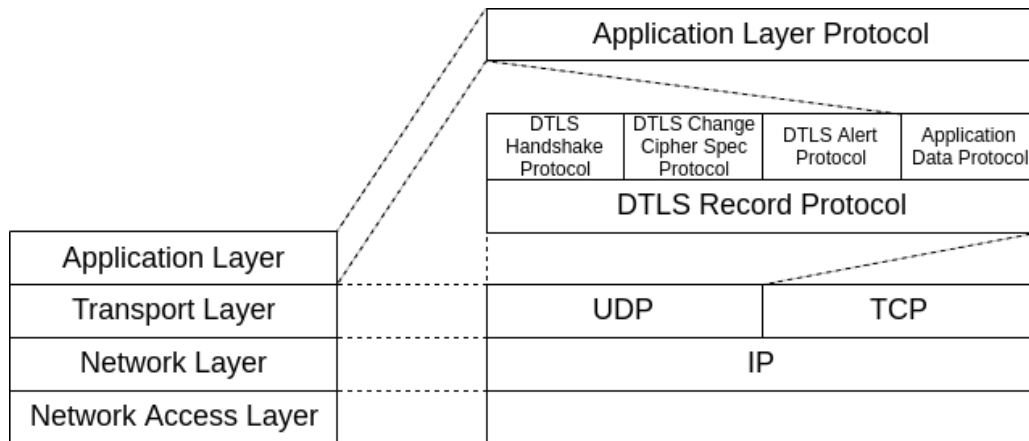 Application Layer Protocol
DTLS
Handshake
Protocol
DTLS Change
Cipher Spec
Protocol
DTLS Alert
Protocol
Application
Data Protocol
DTLS Record Protocol
Application Layer
Transport Layer
UDP
TCP
Network Layer
IP
Network Access Layer